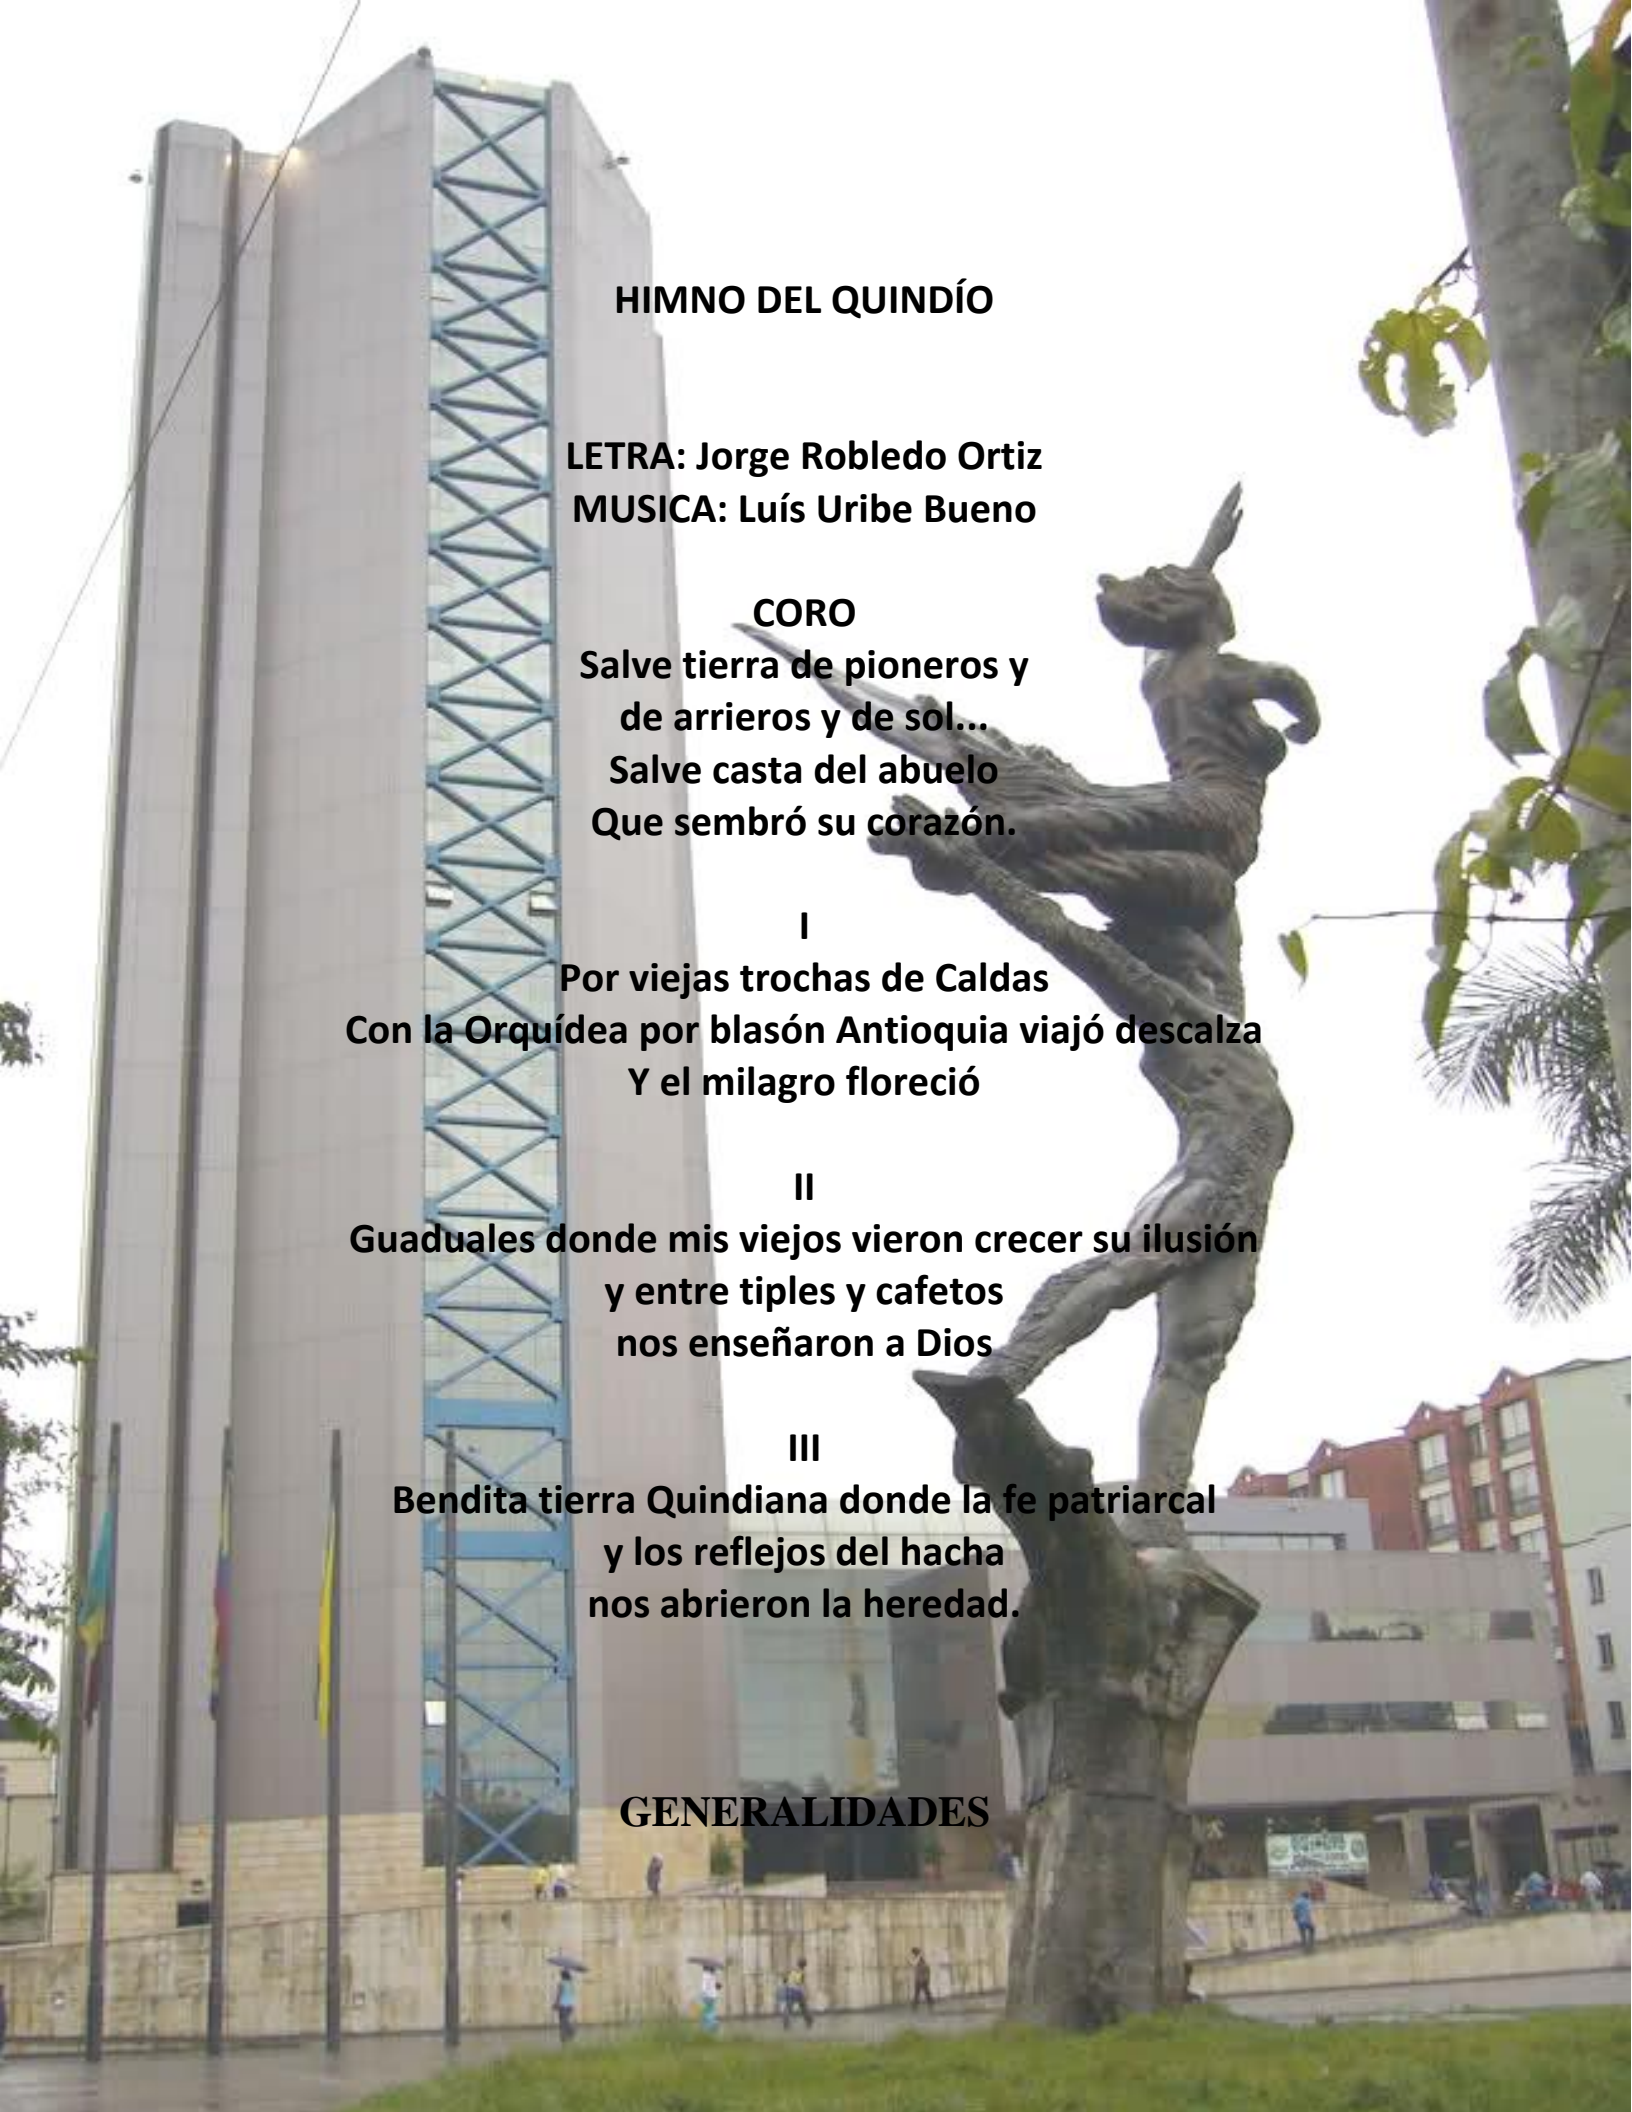 HIMNO DEL QUINDÍO
LETRA: Jorge Robledo Ortiz
MUSICA: Luís Uribe Bueno
CORO
Salve tierra de pioneros y
de arrieros y de sol...
Salve casta del abuelo
Que sembró su corazón.
I
Por viejas trochas de Caldas
Con la Orquídea por blasón Antioquia viajó descalza
Y el milagro floreció
II
Guaduales donde mis viejos vieron crecer su ilusión
y entre tiples y cafetos
nos enseñaron a Dios
III
Bendita tierra Quindiana donde la fe patriarcal
y los reflejos del hacha
nos abrieron la heredad.
GENERALIDADES